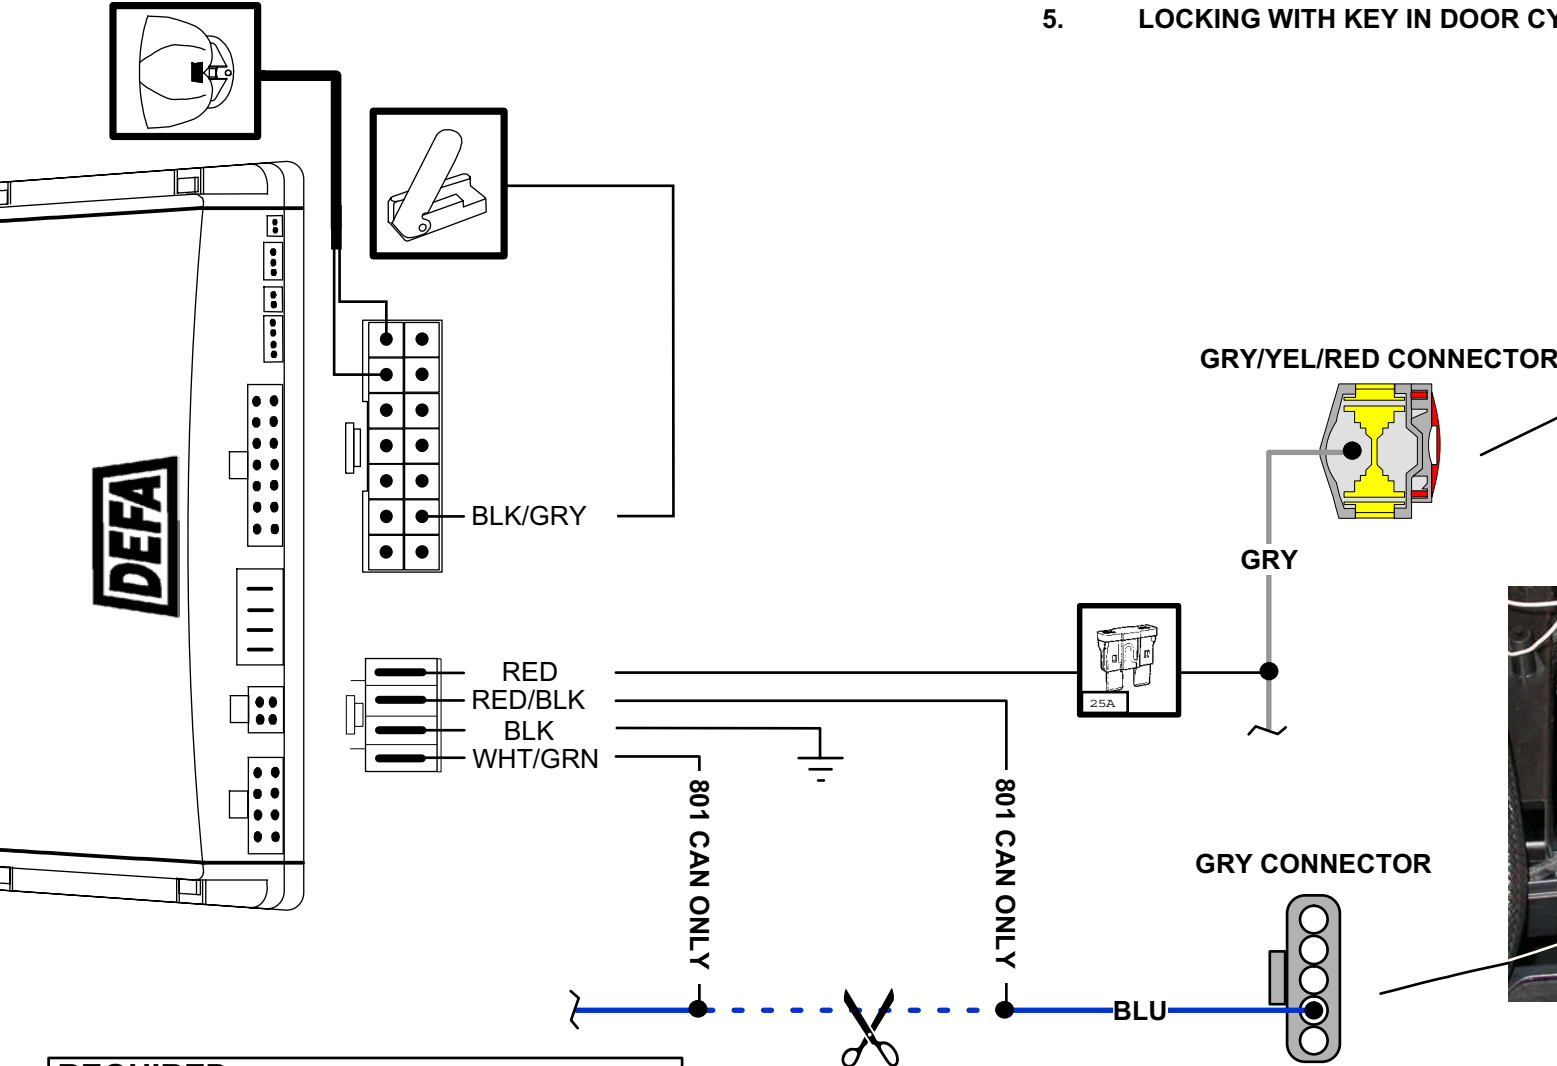 5. LOCKING WITH KEY IN DOOR CY
GRY/YEL/RED CONNECTOR
DEFA
BLK/GRY
GRY
RED
RED/BLK
BLK
WHT/GRN
25A
801 CAN ONLY
801 CAN ONLY
GRY CONNECTOR
BLU
REQUIRED